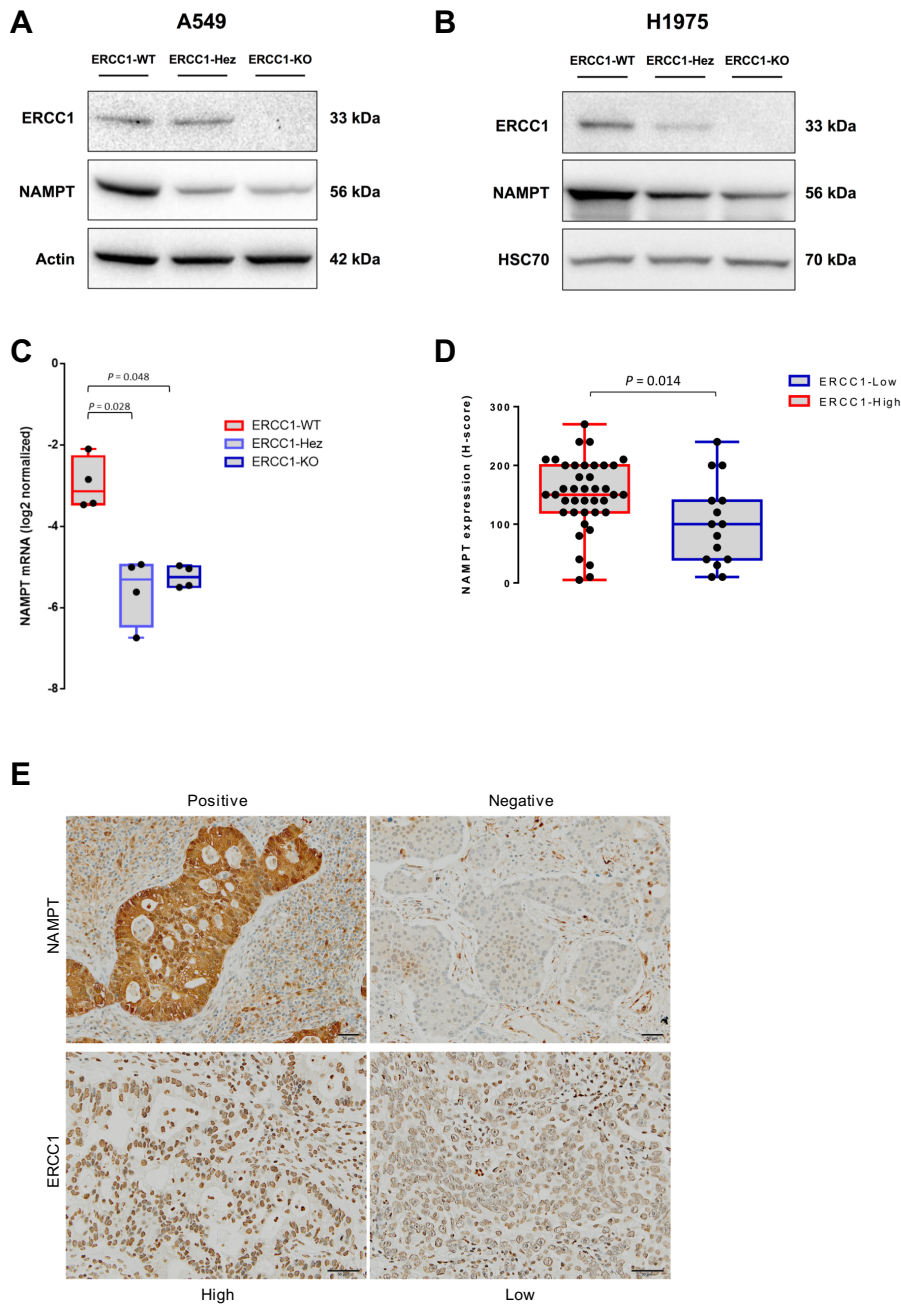 A
A549
ERCC1-WT ERCC1-Hez ERCC1-KO
ERCC1 33 kDa
NAMPT 56 kDa
Actin 42 kDa
B
H1975
ERCC1-WT ERCC1-Hez ERCC1-KO
ERCC1 33 kDa
NAMPT 56 kDa
HSC70 70 kDa
C
NAMPT mRNA (log2 normalized)
0
-2
-4
-6
-8
P = 0.048
P = 0.028
ERCC1-WT
ERCC1-Hez
ERCC1-KO
D
NAMPT expression (H-score)
300
200
100
0
P = 0.014
ERCC1-Low
ERCC1-High
E
Positive Negative
NAMPT
ERCC1
High Low